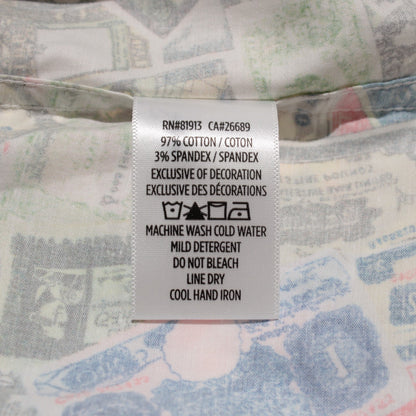 RN#81913 CA#26689
97% COTTON / COTON
3% SPANDEX / SPANDEX
EXCLUSIVE OF DECORATION
EXCLUSIVE DES DÉCORATIONS
MACHINE WASH COLD WATER
MILD DETERGENT
DO NOT BLEACH
LINE DRY
COOL HAND IRON